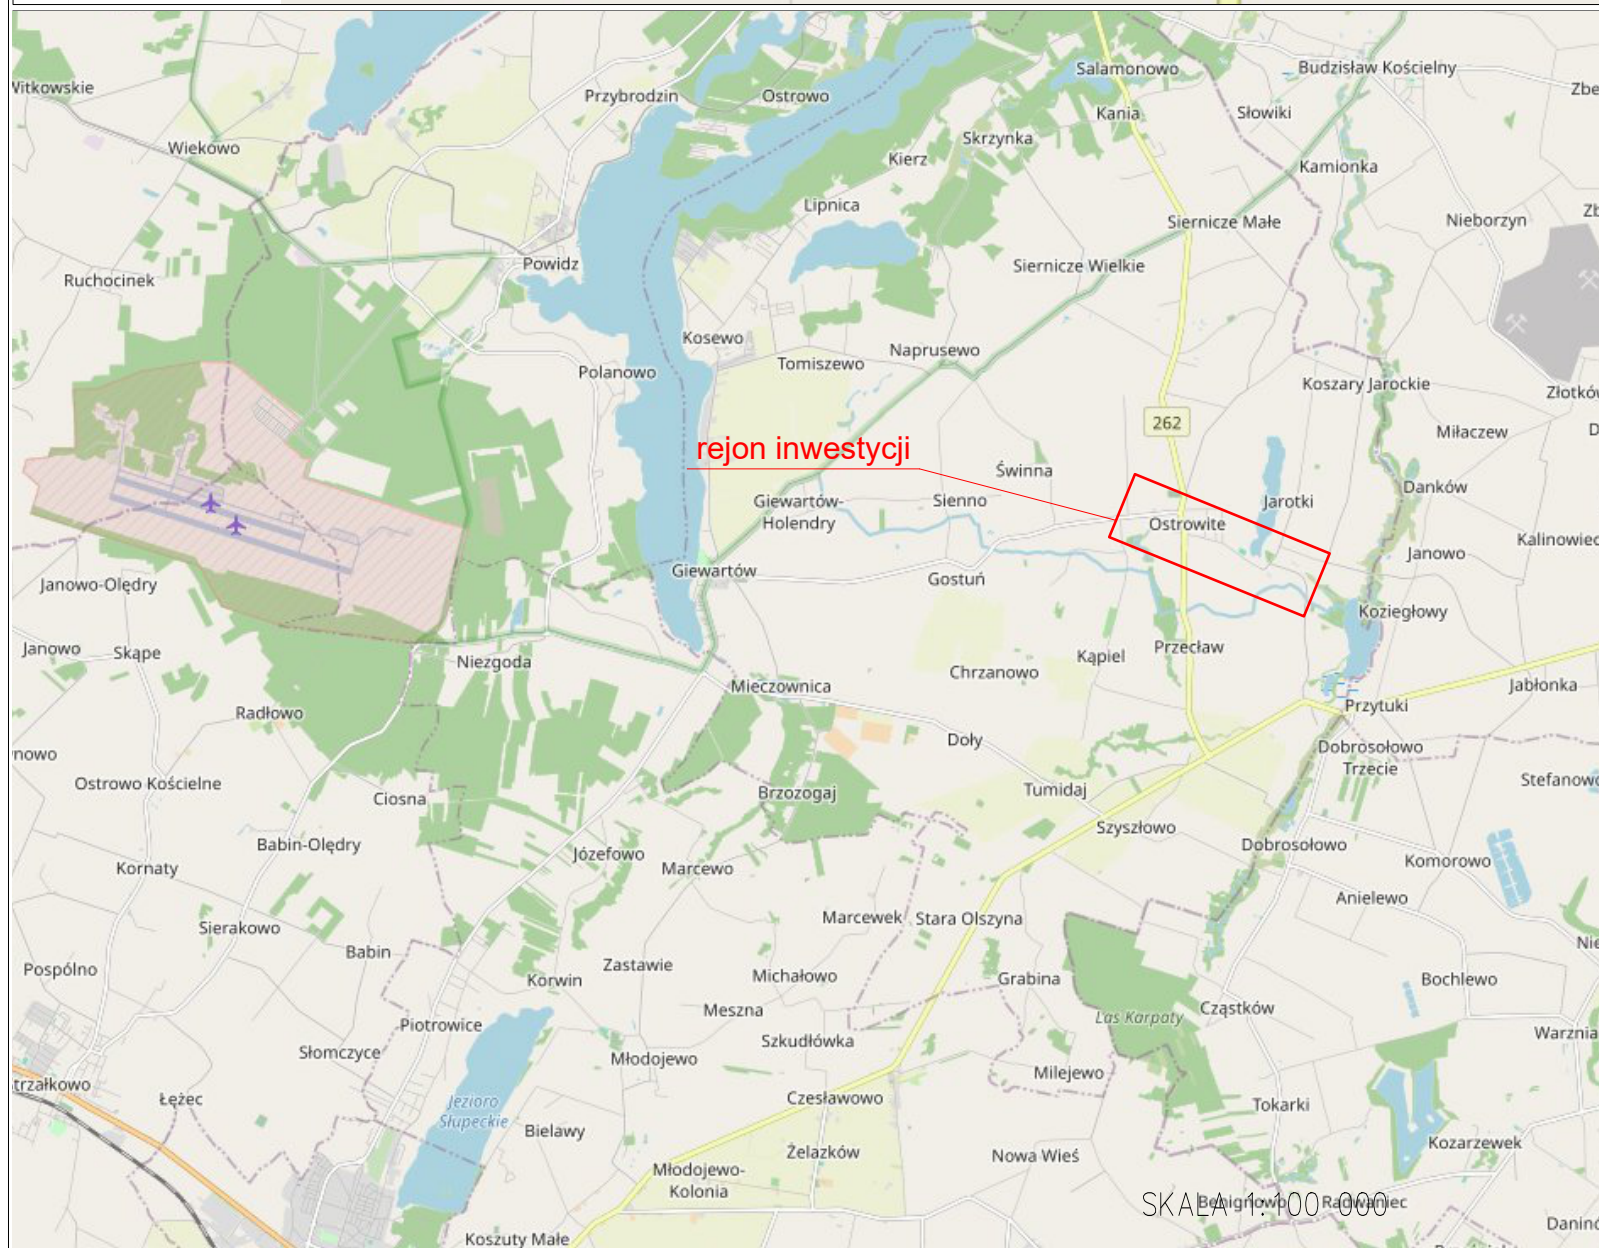 Salamonowo
Budzisław Kościelny
Witkowskie
Przybrodzin
Ostrowo
Zbe
Kania
Słowiki
Wiekowo
Skrzynka
Kierz
Kamionka
Lipnica
Siernicze Małe
Nieborzyn
Zb
Powidz
Siernicze Wielkie
Ruchocinek
Kosewo
Naprusewo
Tomiszewo
Polanowo
Koszary Jarockie
Złotków
262
Miłaczew
D
rejon inwestycji
Świnna
Giewartów-
Holendry
Sienno
Jarotki
Danków
Ostrowite
Kalinowiec
Janowo
Giewartów
Gostuń
Janowo-Olędry
Koziegłowy
Janowo
Skąpe
Niezgoda
Przecław
Kąpiel
Chrzanowo
Mieczownica
Jabłonka
Radłowo
Przytuki
Doły
nowo
Dobrosołowo
Trzecie
Ostrowo Kościelne
Stefanowo
Ciosna
Brzozogaj
Tumidaj
Szyszłowo
Babin-Olędry
Józefowo
Dobrosołowo
Kornaty
Marcewo
Komorowo
Anielewo
Marcewek
Stara Olszyna
Sierakowo
Nie
Babin
Pospólno
Zastawie
Michałowo
Korwin
Grabina
Bochlewo
Meszna
Cząstków
Las Karpaty
Piotrowice
Szkudłówka
Warznia
Słomczyce
Młodojewo
Milejewo
trzałkowo
Łężec
Czesławowo
Jezioro
Słupeckie
Tokarki
Bielawy
Kozarzewek
Żelazków
Nowa Wieś
Młodojewo-
Kolonia
SKALA 1:100 000
Benignowo
Radwaniec
Daninó
Koszuty Małe